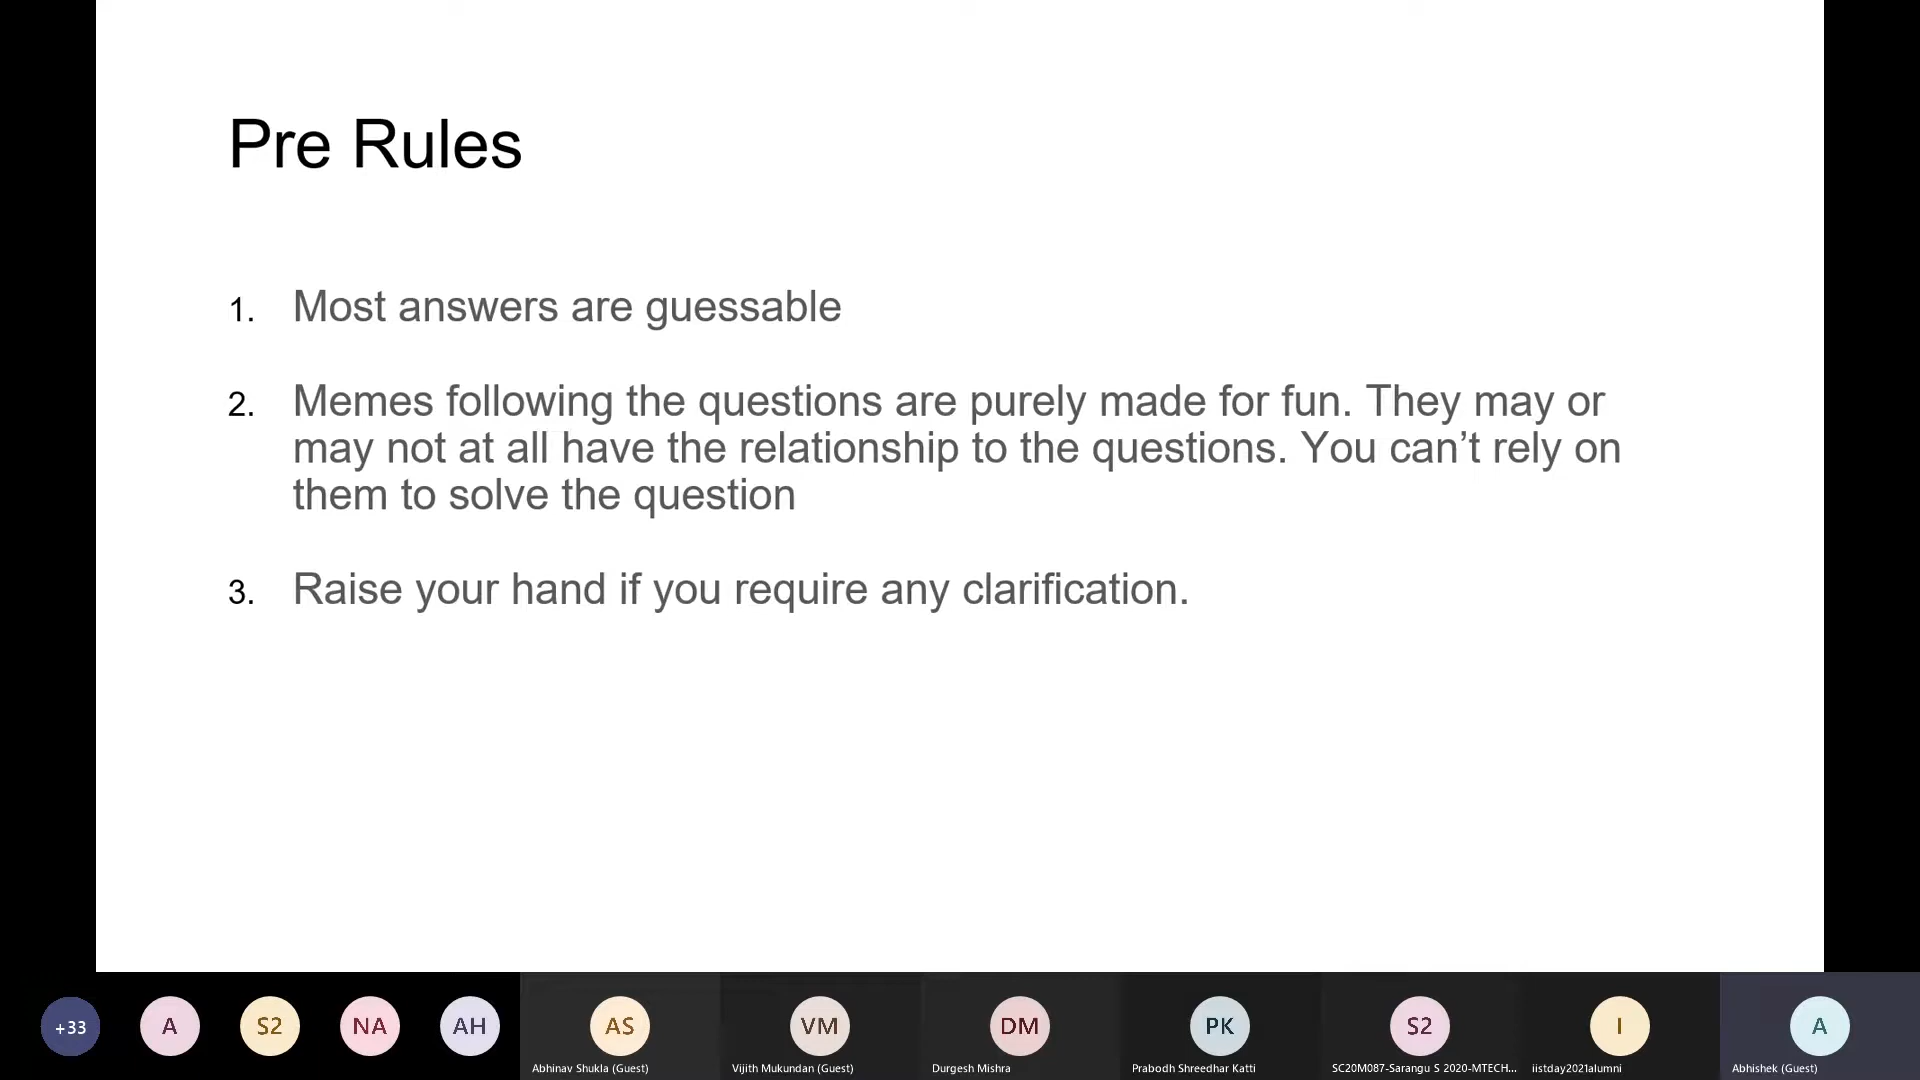 Pre Rules
1. Most answers are guessable
2. Memes following the questions are purely made for fun. They may or
may not at all have the relationship to the questions. You can’t rely on
them to solve the question
3. Raise your hand if you require any clarification.
+33 A S2 NA AH AS VM DM PK S2 I A
Abhinav Shukla (Guest) Vijith Mukundan (Guest) Durgesh Mishra Prabodh Shreedhar Katti SC20M087-Sarangu S 2020-MTECH... iistday2021alumni Abhishek (Guest)